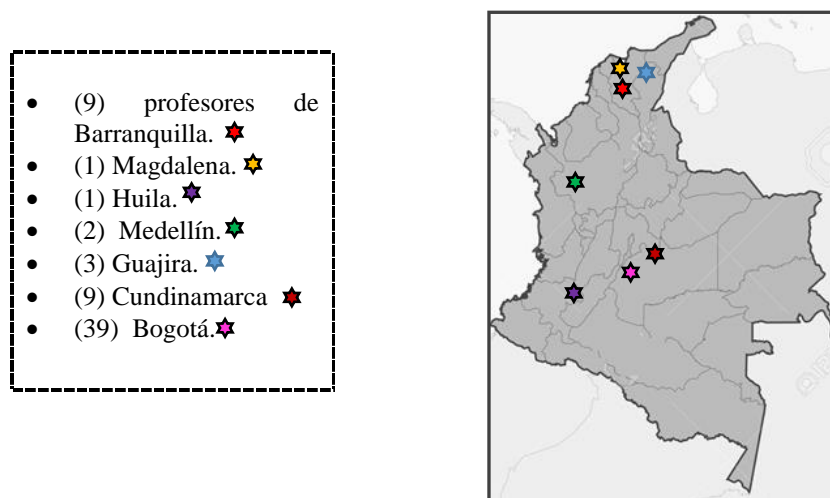 • (9) profesores de
Barranquilla.
• (1) Magdalena.
• (1) Huila.
• (2) Medellín.
• (3) Guajira.
• (9) Cundinamarca
• (39) Bogotá.